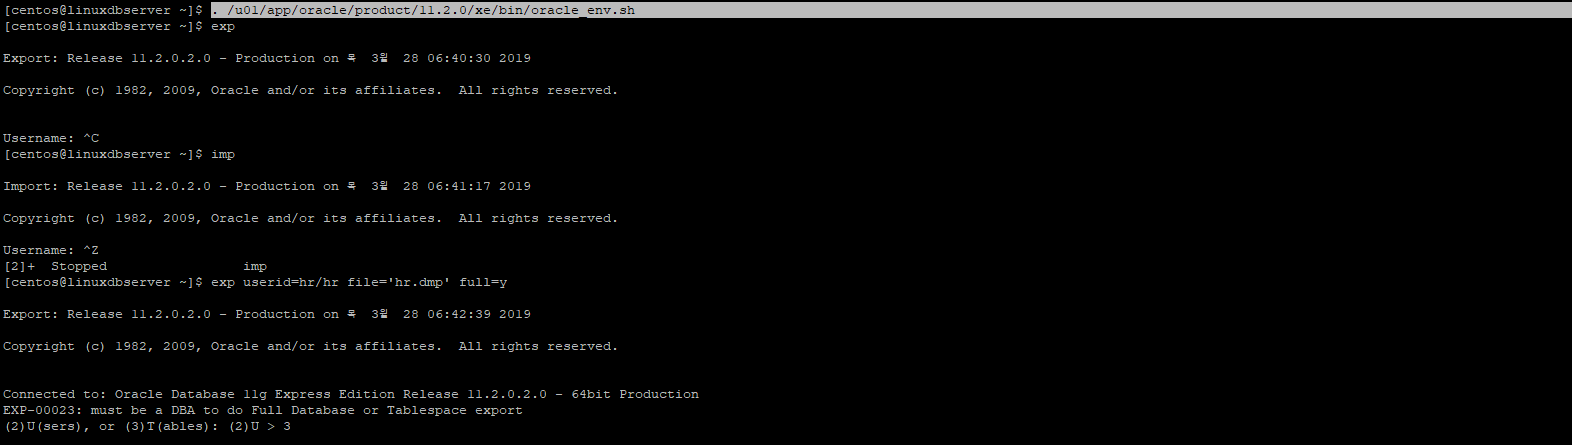 [centos@linuxdbserver ~]$ . /u01/app/oracle/product/11.2.0/xe/bin/oracle_env.sh
[centos@linuxdbserver ~]$ exp
Export: Release 11.2.0.2.0 - Production on 목 3월 28 06:40:30 2019
Copyright (c) 1982, 2009, Oracle and/or its affiliates.  All rights reserved.
Username: ^C
[centos@linuxdbserver ~]$ imp
Import: Release 11.2.0.2.0 - Production on 목 3월 28 06:41:17 2019
Copyright (c) 1982, 2009, Oracle and/or its affiliates.  All rights reserved.
Username: ^Z
[2]+  Stopped                 imp
[centos@linuxdbserver ~]$ exp userid=hr/hr file='hr.dmp' full=y
Export: Release 11.2.0.2.0 - Production on 목 3월 28 06:42:39 2019
Copyright (c) 1982, 2009, Oracle and/or its affiliates.  All rights reserved.
Connected to: Oracle Database 11g Express Edition Release 11.2.0.2.0 - 64bit Production
EXP-00023: must be a DBA to do Full Database or Tablespace export
(2)U(sers), or (3)T(ables): (2)U > 3